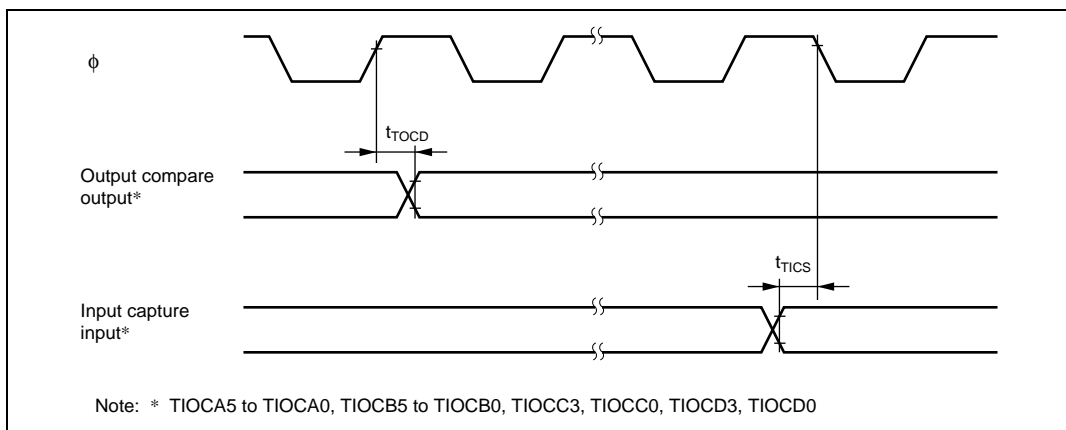 ϕ
tTOCD
Output compare
output*
tTICS
Input capture
input*
Note: * TIOCA5 to TIOCA0, TIOCB5 to TIOCB0, TIOCC3, TIOCC0, TIOCD3, TIOCD0